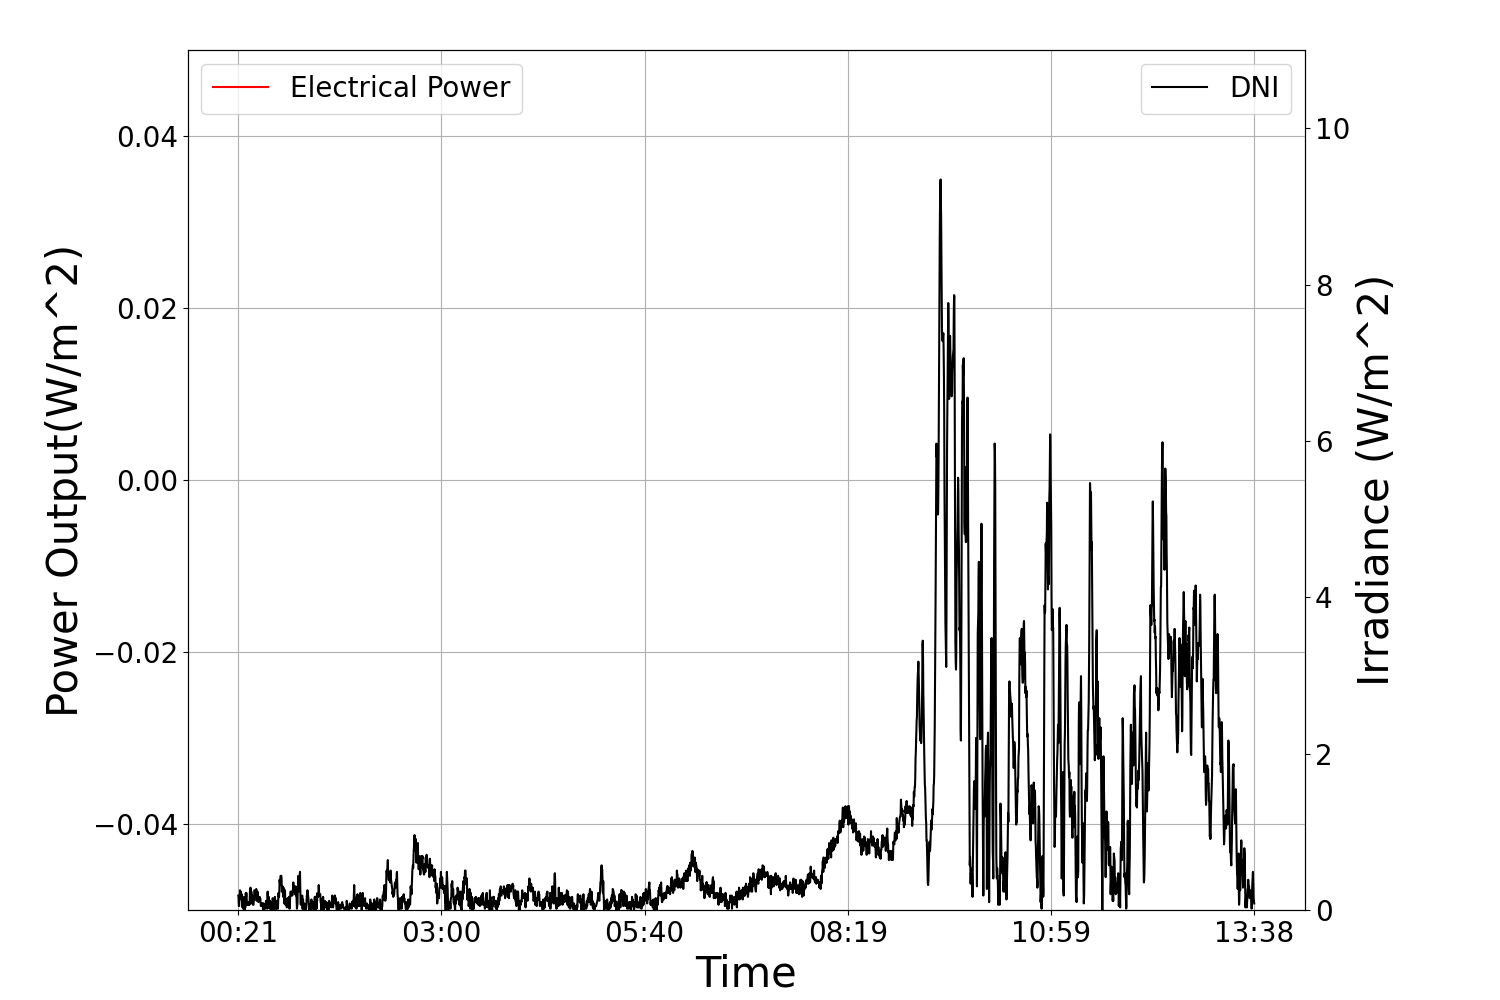 Electrical Power
DNI
0.04
0.02
0.00
−0.02
−0.04
Power Output(W/m^2)
10
8
6
4
2
0
Irradiance (W/m^2)
00:21 03:00 05:40 08:19 10:59 13:38
Time